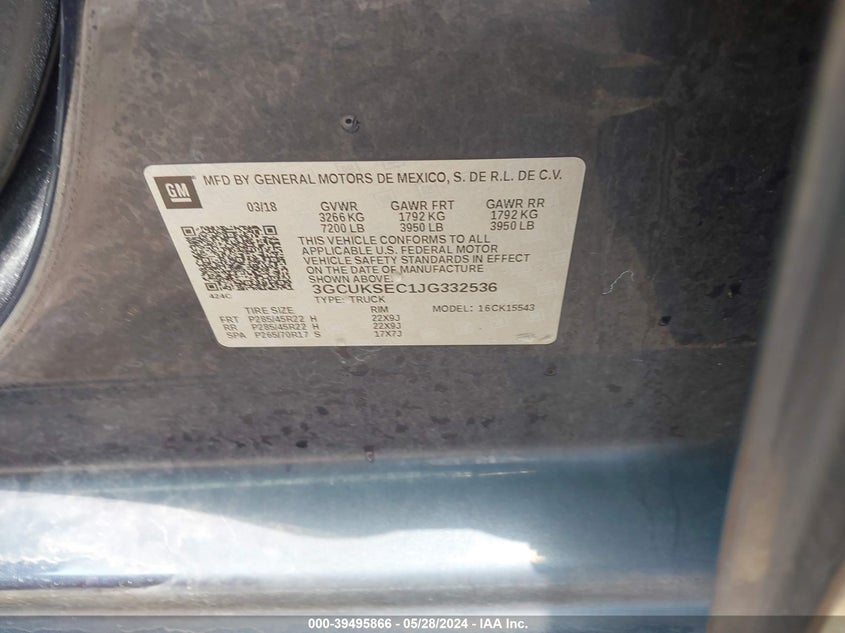 GM
MFD BY GENERAL MOTORS DE MEXICO, S. DE R.L. DE C.V.
03/18 GVWR GAWR FRT GAWR RR
3266 KG 1792 KG 1792 KG
7200 LB 3950 LB 3950 LB
THIS VEHICLE CONFORMS TO ALL
APPLICABLE U.S. FEDERAL MOTOR
VEHICLE SAFETY STANDARDS IN EFFECT
ON THE DATE OF MANUFACTURE
SHOWN ABOVE.
424C 3GCUKSEC1JG332536
TYPE: TRUCK MODEL: 16CK15543
TIRE SIZE RIM
FRT P285/45R22 H 22X9J
RR P285/45R22 H 22X9J
SPA P265/70R17 S 17X7J
000-39495866 - 05/28/2024 - IAA Inc.